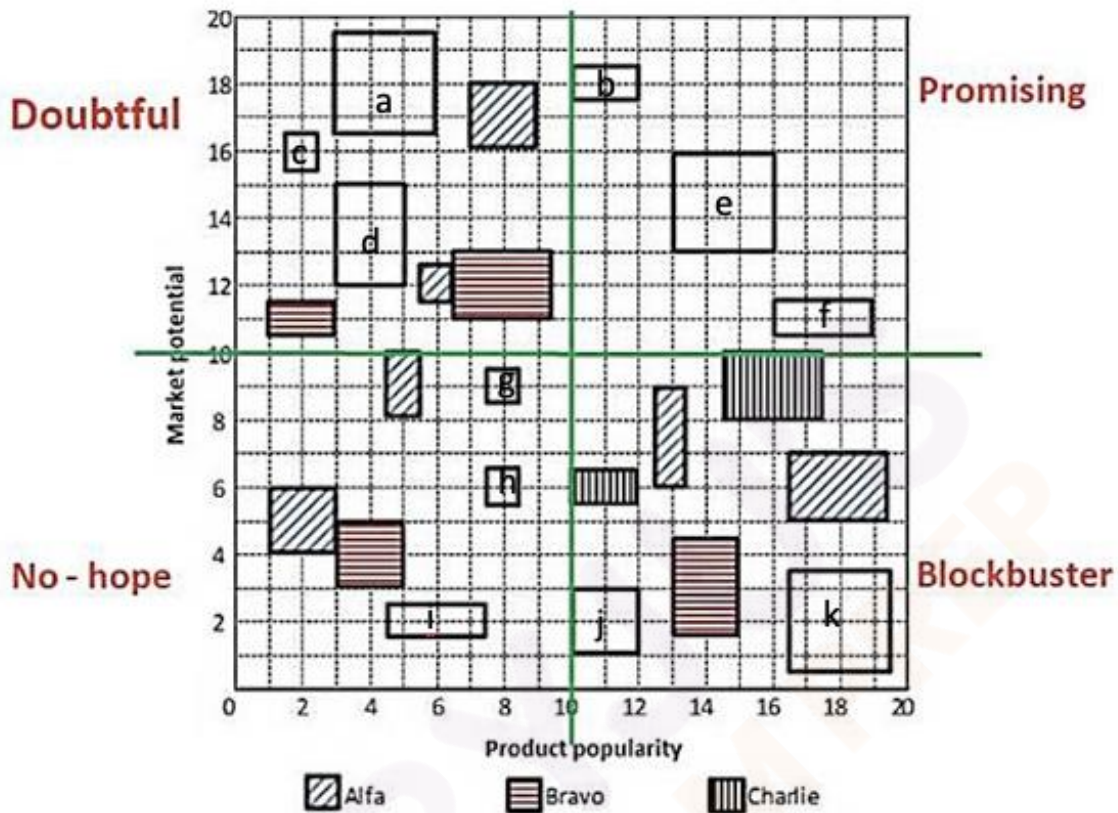 20
18
16
14
12
10
8
6
4
2
Doubtful
Promising
No - hope
Blockbuster
Market potential
a
b
c
d
e
f
g
h
i
j
k
0 2 4 6 8 10 12 14 16 18 20
Product popularity
Alfa Bravo Charlie